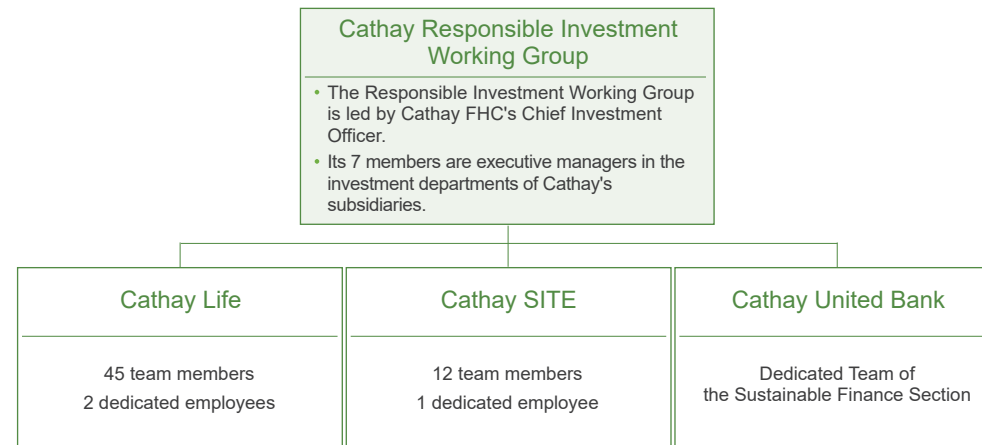 Cathay Responsible Investment
Working Group
• The Responsible Investment Working Group
is led by Cathay FHC's Chief Investment
Officer.
• Its 7 members are executive managers in the
investment departments of Cathay's
subsidiaries.
Cathay Life
45 team members
2 dedicated employees
Cathay SITE
12 team members
1 dedicated employee
Cathay United Bank
Dedicated Team of
the Sustainable Finance Section